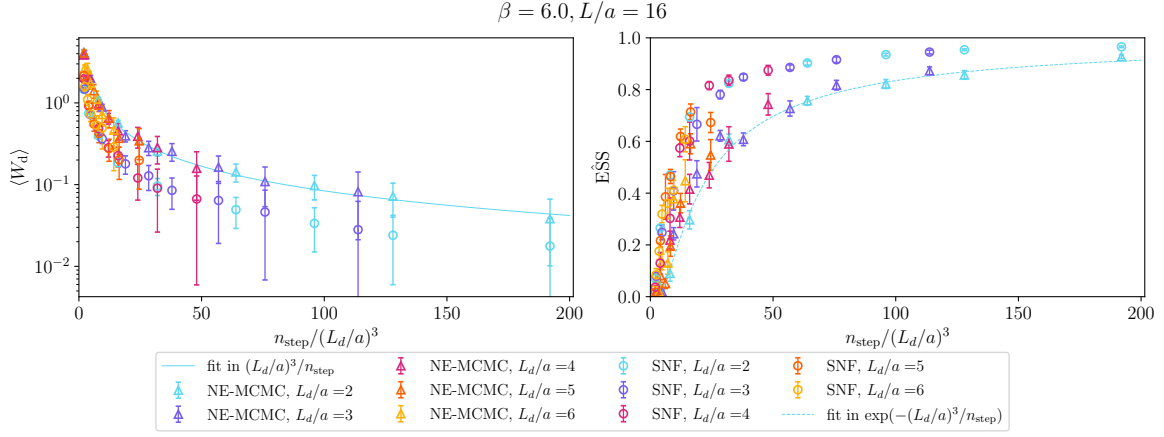 β = 6.0, L/a = 16
⟨W_d⟩
10^0
10^{-1}
10^{-2}
0 50 100 150 200
n_step/(L_d/a)^3
ÊSS
1.0
0.8
0.6
0.4
0.2
0.0
0 50 100 150 200
n_step/(L_d/a)^3
fit in (L_d/a)^3/n_step
NE-MCMC, L_d/a =2
NE-MCMC, L_d/a =3
NE-MCMC, L_d/a =4
NE-MCMC, L_d/a =5
NE-MCMC, L_d/a =6
SNF, L_d/a =2
SNF, L_d/a =3
SNF, L_d/a =4
SNF, L_d/a =5
SNF, L_d/a =6
fit in exp(−(L_d/a)^3/n_step)